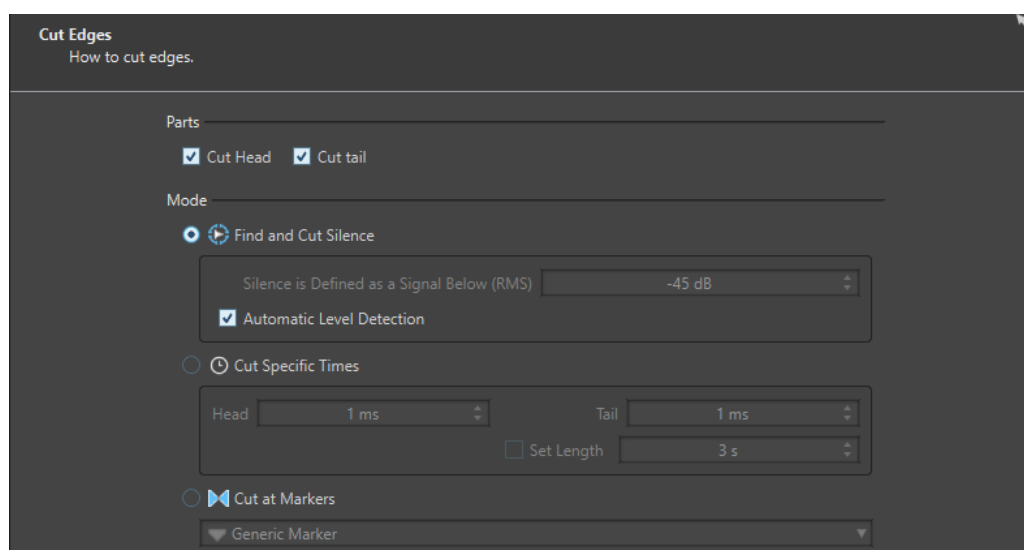 Cut Edges
How to cut edges.
Parts
Cut Head Cut tail
Mode
Find and Cut Silence
Silence is Defined as a Signal Below (RMS) -45 dB
Automatic Level Detection
Cut Specific Times
Head 1 ms Tail 1 ms
Set Length 3 s
Cut at Markers
Generic Marker